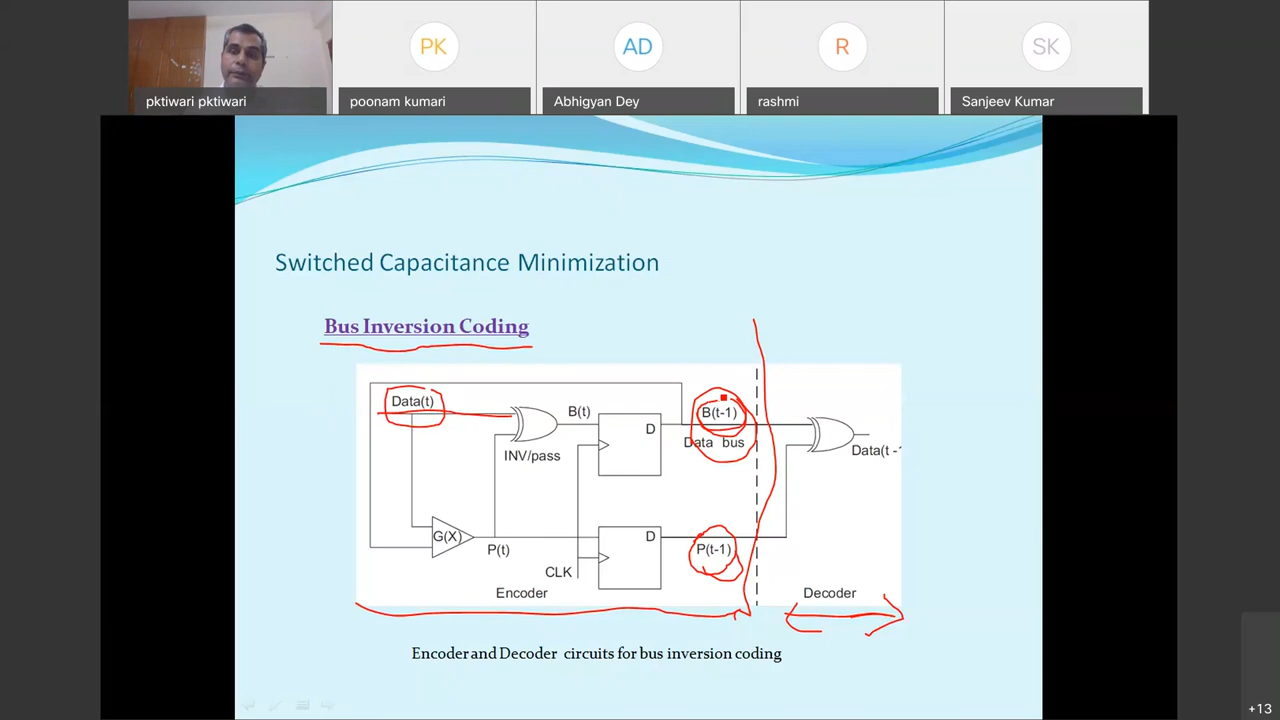 PK
AD
R
SK
pktiwari pktiwari
poonam kumari
Abhigyan Dey
rashmi
Sanjeev Kumar
Switched Capacitance Minimization
Bus Inversion Coding
Data(t)
B(t)
B(t-1)
D
Data bus
INV/pass
Data(t -1
G(X)
P(t)
D
P(t-1)
CLK
Encoder
Decoder
Encoder and Decoder circuits for bus inversion coding
+13